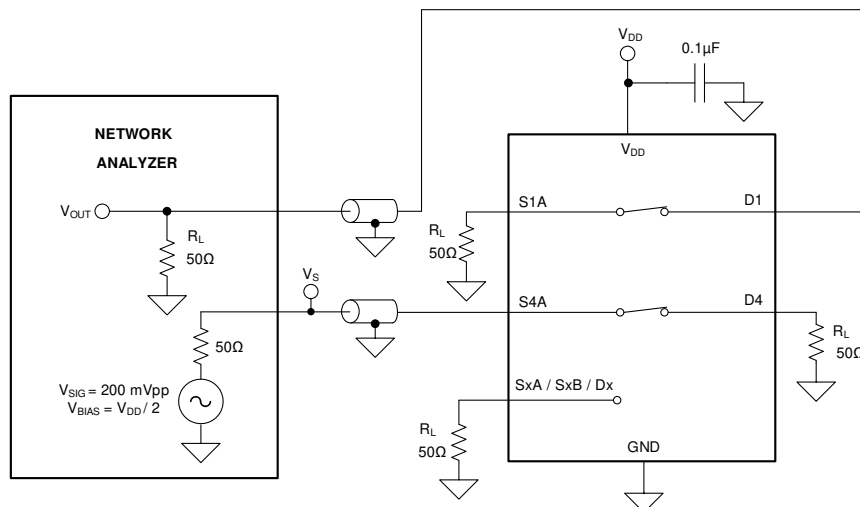 V_DD
0.1µF
NETWORK
ANALYZER
V_DD
V_OUT
S1A
D1
R_L
50Ω
R_L
50Ω
V_S
S4A
D4
50Ω
R_L
50Ω
V_SIG = 200 mVpp
V_BIAS = V_DD / 2
SxA / SxB / Dx
R_L
50Ω
GND